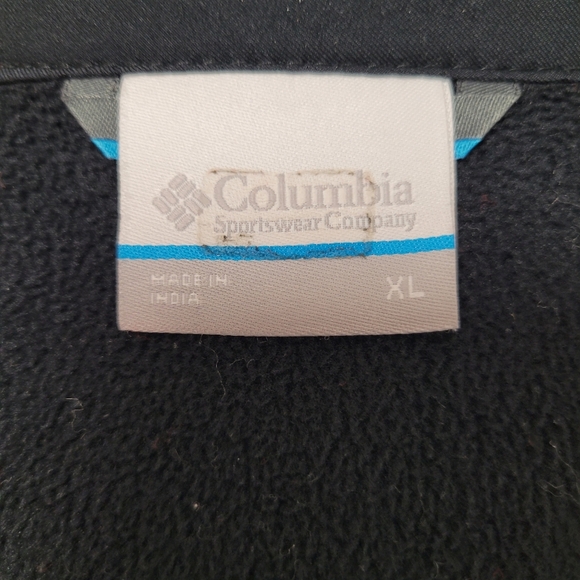 Columbia
Sportswear Company
MADE IN
INDIA
XL